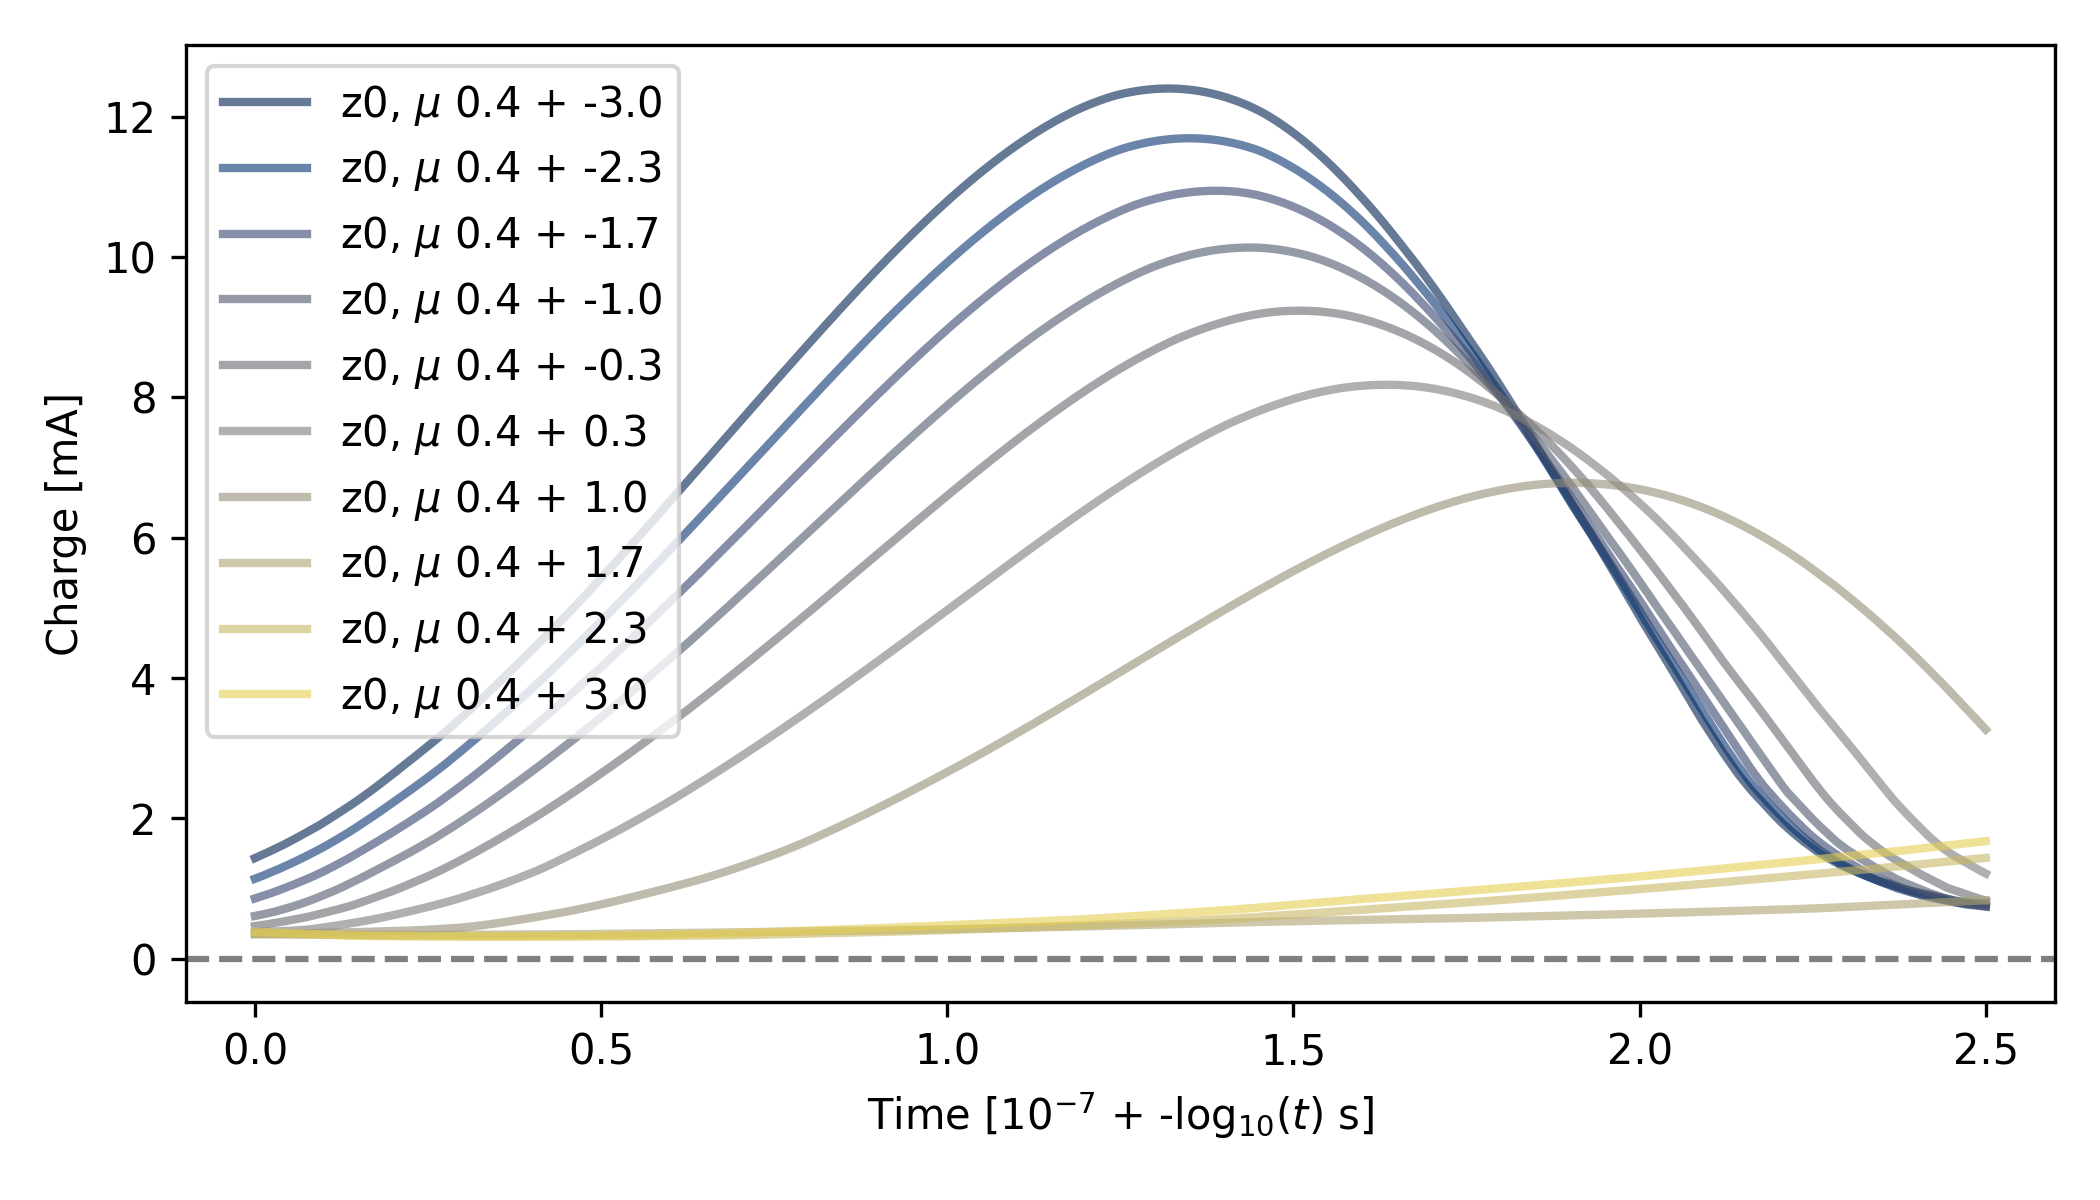 z0, μ 0.4 + -3.0
z0, μ 0.4 + -2.3
z0, μ 0.4 + -1.7
z0, μ 0.4 + -1.0
z0, μ 0.4 + -0.3
z0, μ 0.4 + 0.3
z0, μ 0.4 + 1.0
z0, μ 0.4 + 1.7
z0, μ 0.4 + 2.3
z0, μ 0.4 + 3.0
12
10
8
6
4
2
0
Charge [mA]
0.0 0.5 1.0 1.5 2.0 2.5
Time [10⁻⁷ + -log₁₀(t) s]